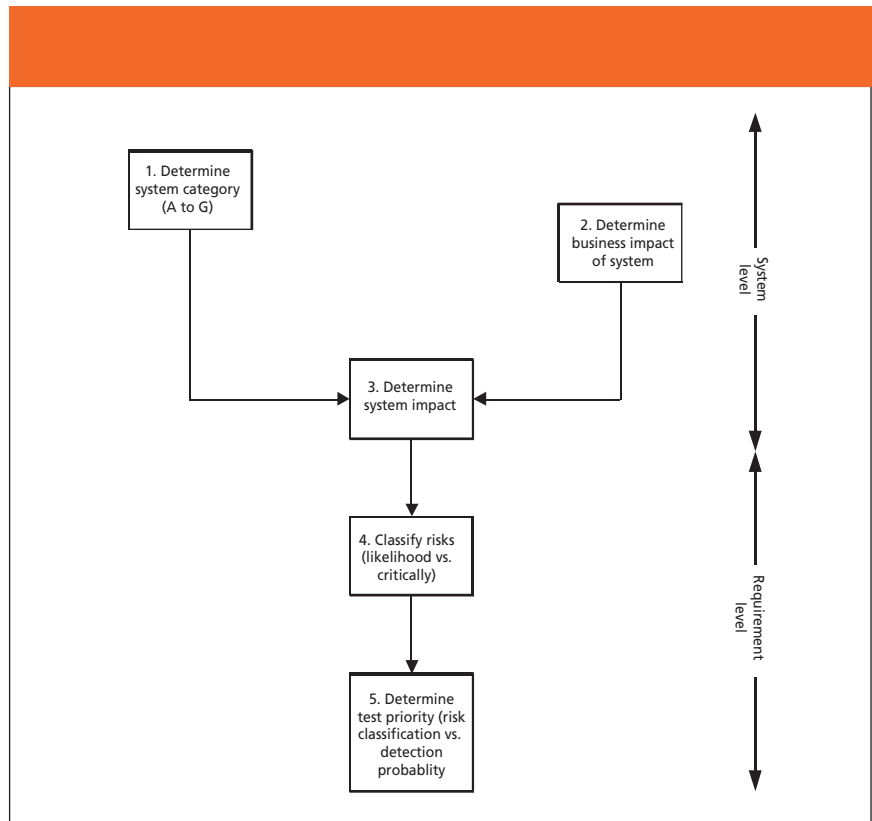 1. Determine
system category
(A to G)
2. Determine
business impact
of system
System
level
3. Determine
system impact
4. Classify risks
(likelihood vs.
critically)
Requirement
level
5. Determine
test priority (risk
classification vs.
detection
probablity